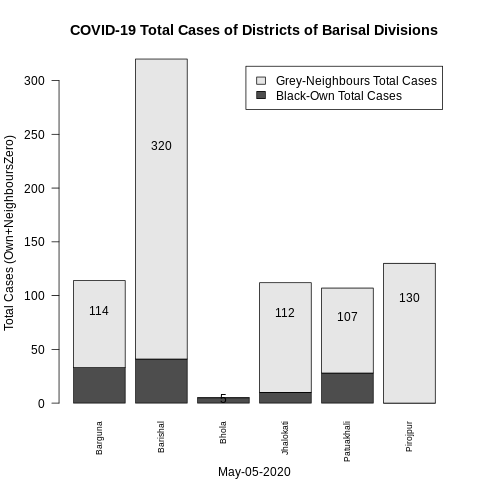 COVID-19 Total Cases of Districts of Barisal Divisions
Grey-Neighbours Total Cases
Black-Own Total Cases
Total Cases (Own+NeighboursZero)
300
250
200
150
100
50
0
114
320
5
112
107
130
Barguna
Barishal
Bhola
Jhalokati
Patuakhali
Pirojpur
May-05-2020